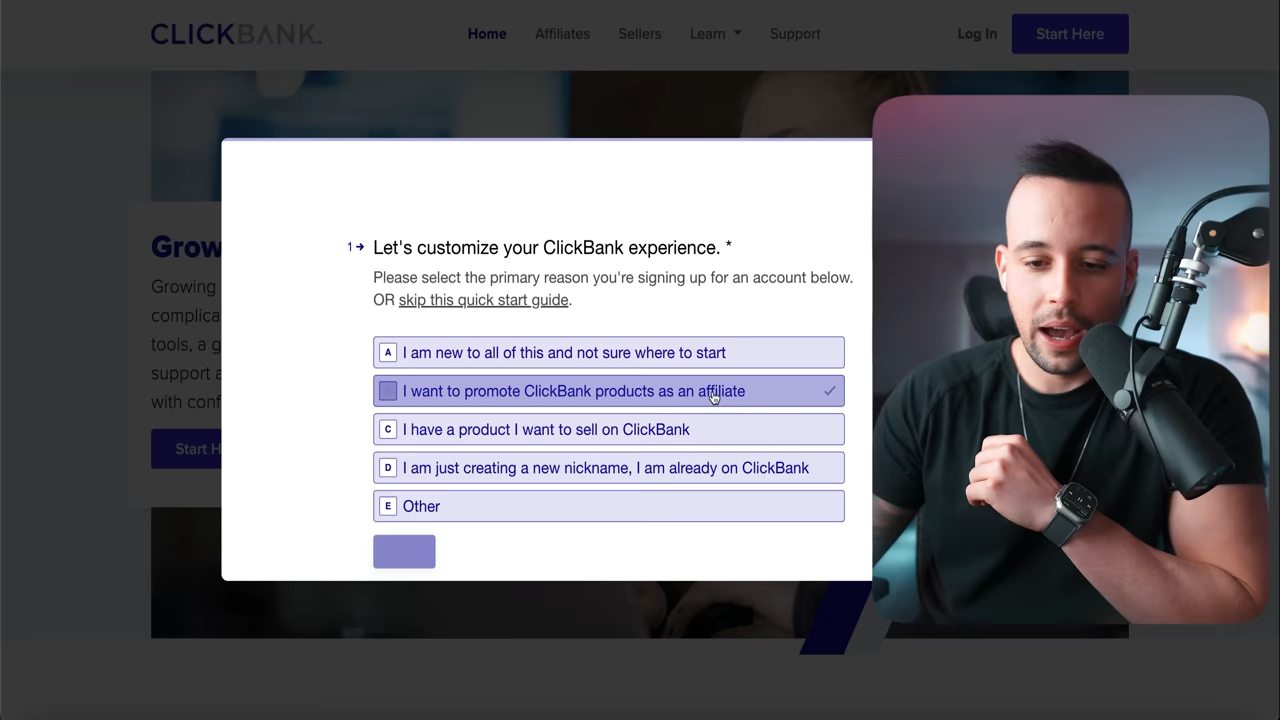 CLICKBANK
Home Affiliates Sellers Learn Support Log In Start Here
Grow
Growing
complica
tools, a g
support a
with conf
Start H
1 Let's customize your ClickBank experience. *
Please select the primary reason you're signing up for an account below.
OR skip this quick start guide.
A I am new to all of this and not sure where to start
I want to promote ClickBank products as an affiliate
C I have a product I want to sell on ClickBank
D I am just creating a new nickname, I am already on ClickBank
E Other